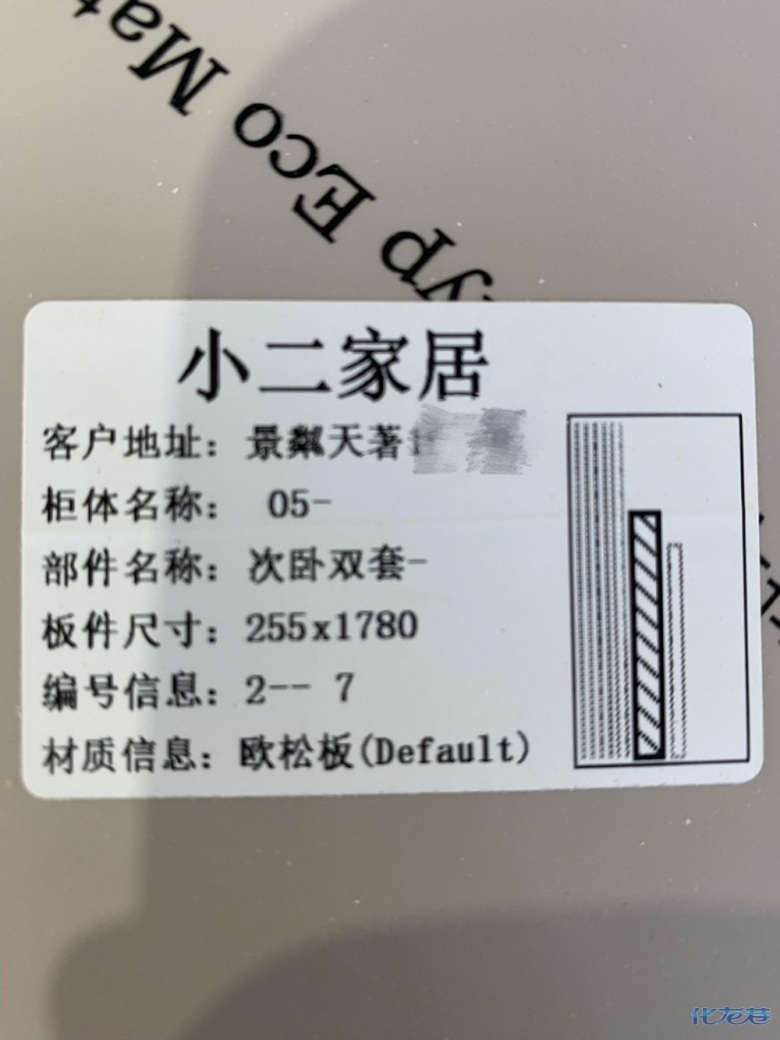 Eco Mat
小二家居
客户地址：景粼天著
柜体名称： 05-
部件名称：次卧双套-
板件尺寸：255x1780
编号信息：2-- 7
材质信息：欧松板(Default)
化龙巷